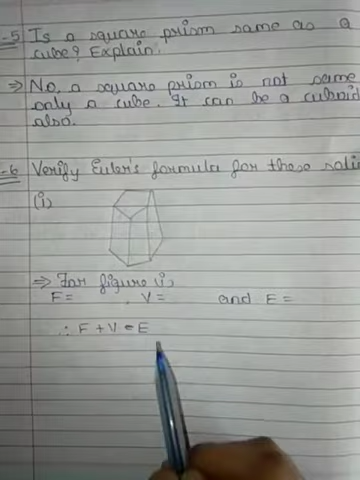 -5 Is a square prism same as a
cube? Explain.
⇒ No, a square prism is not same
only a cube. It can be a cuboid
also.
-6 Verify Euler's formula for these soli
(i)
⇒ For figure (i),
F= , V= and E=
∴ F+V=E